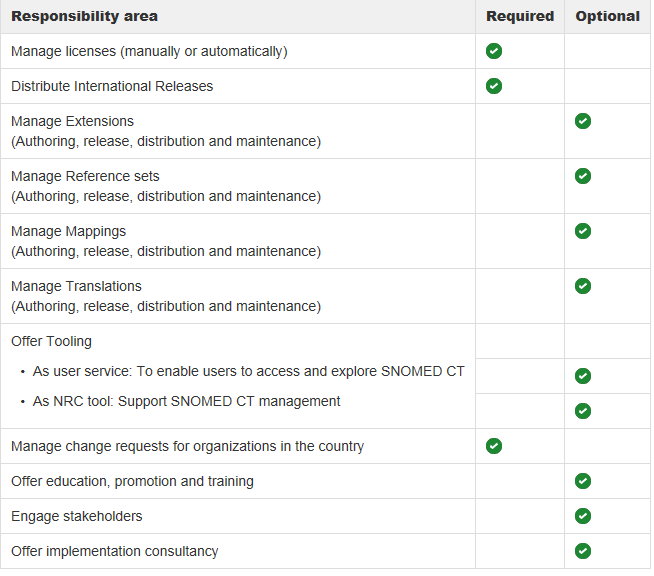 Responsibility area Required Optional
Manage licenses (manually or automatically)
Distribute International Releases
Manage Extensions
(Authoring, release, distribution and maintenance)
Manage Reference sets
(Authoring, release, distribution and maintenance)
Manage Mappings
(Authoring, release, distribution and maintenance)
Manage Translations
(Authoring, release, distribution and maintenance)
Offer Tooling
• As user service: To enable users to access and explore SNOMED CT
• As NRC tool: Support SNOMED CT management
Manage change requests for organizations in the country
Offer education, promotion and training
Engage stakeholders
Offer implementation consultancy